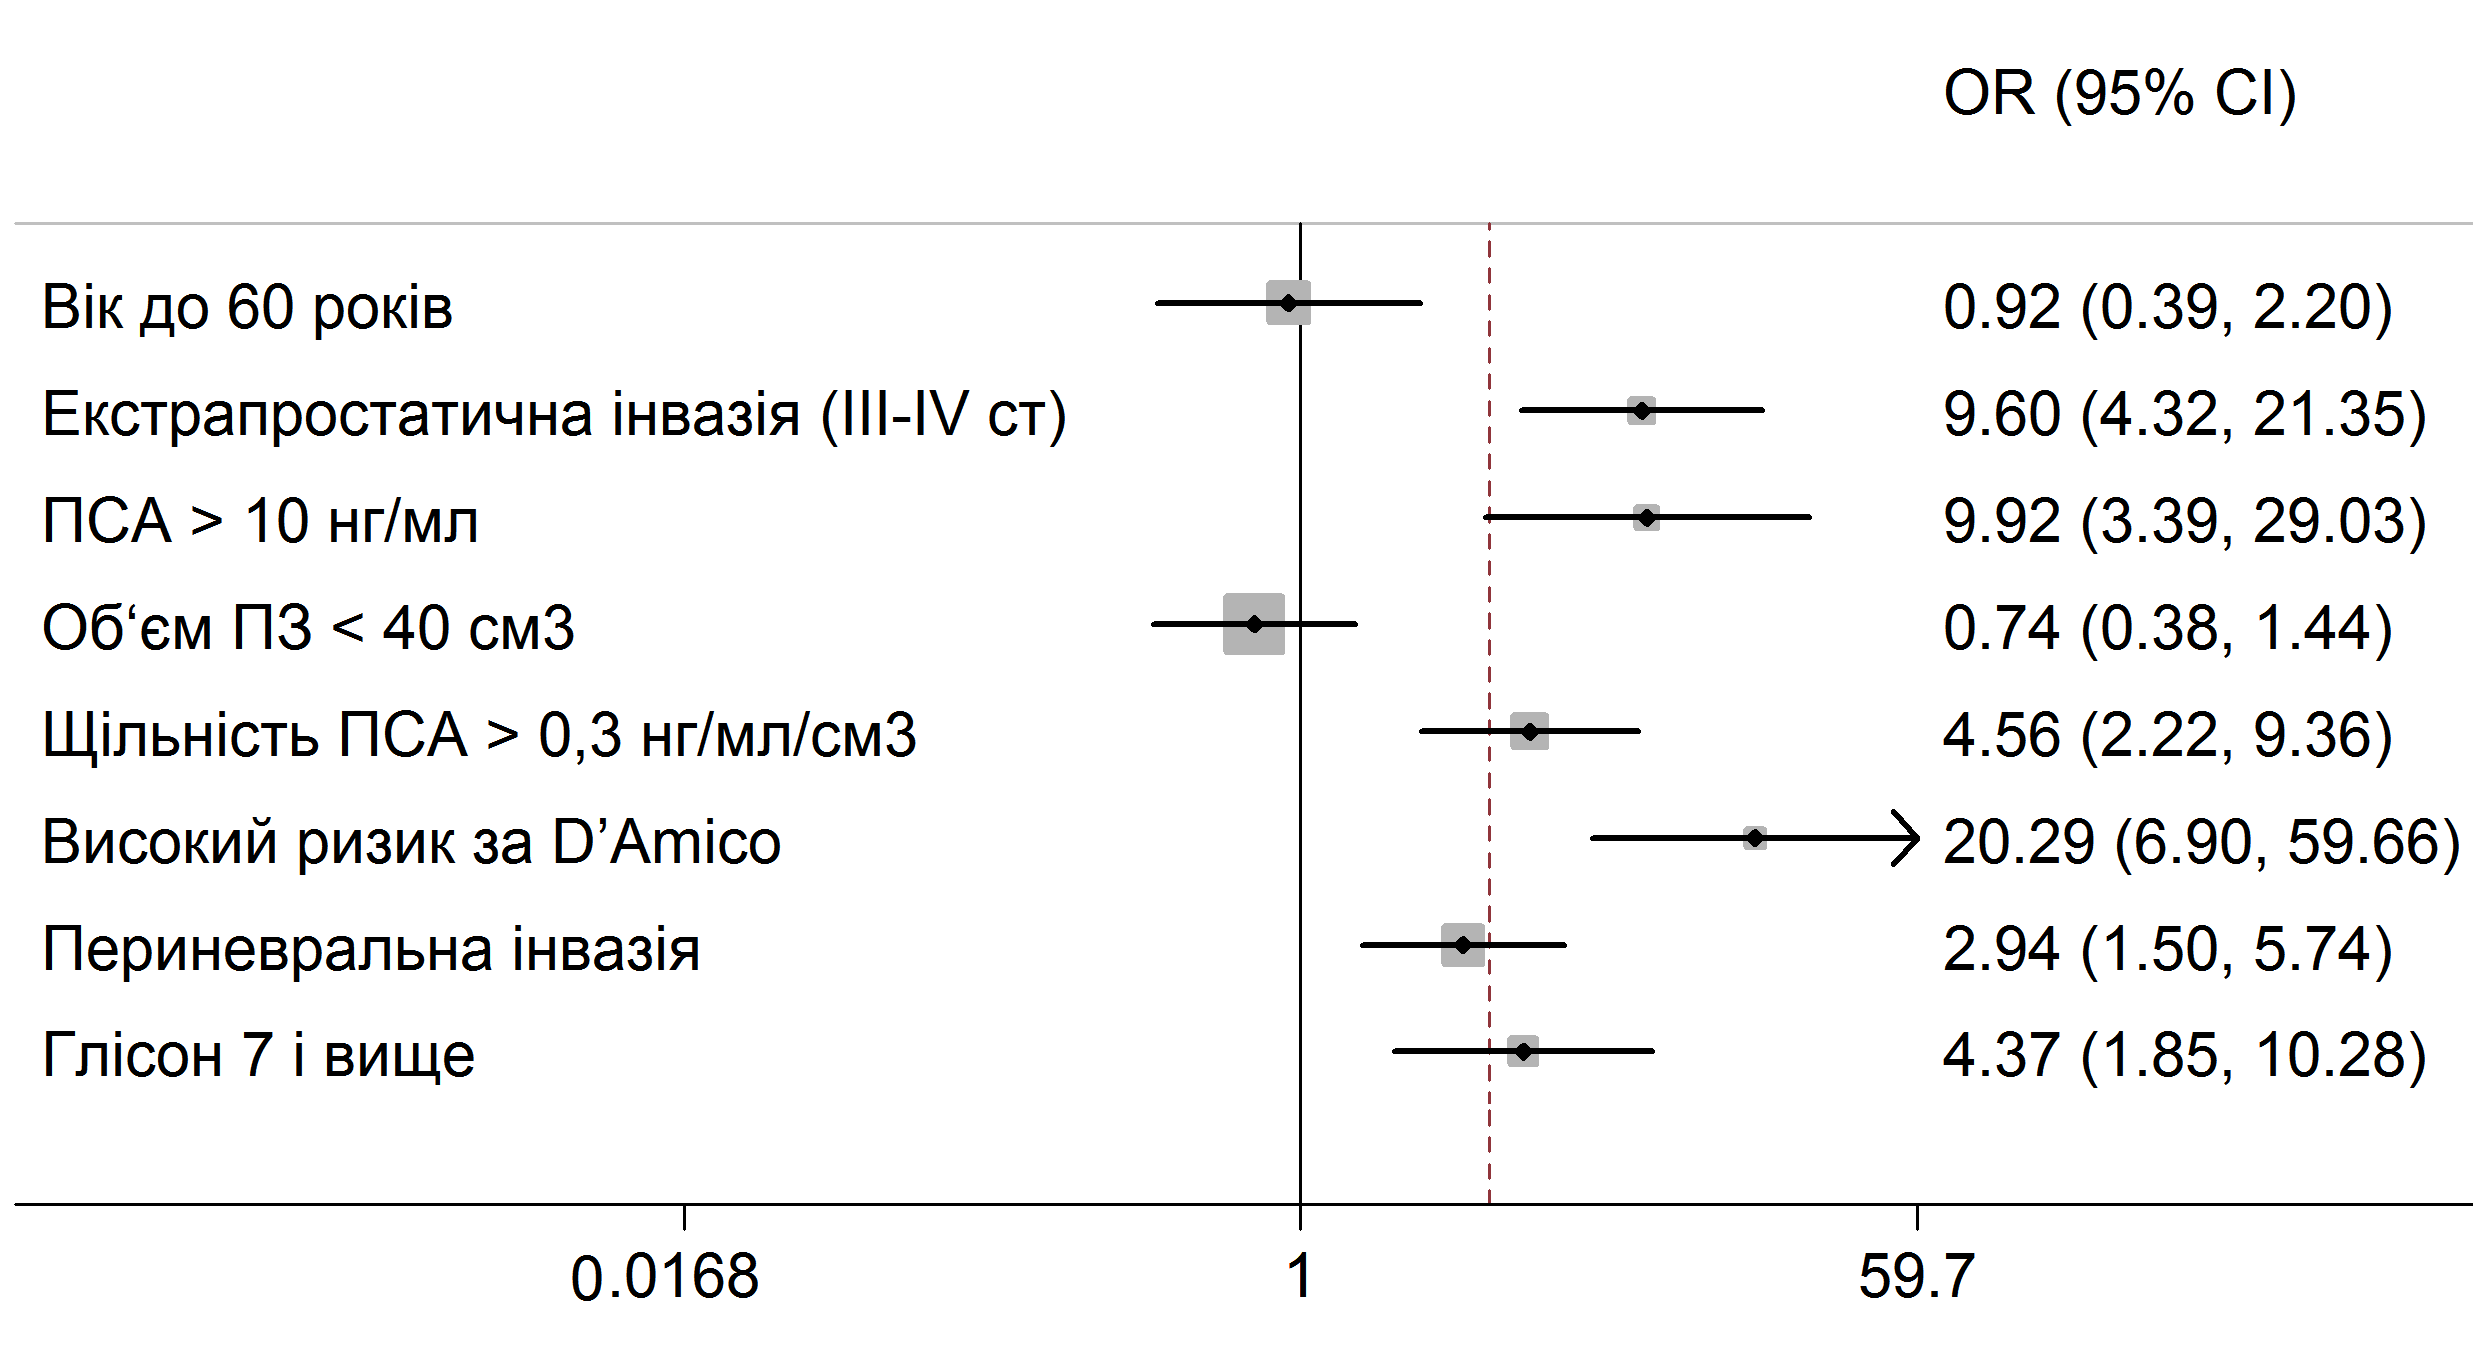 OR (95% CI)
Вік до 60 років 0.92 (0.39, 2.20)
Екстрапростатична інвазія (III-IV ст) 9.60 (4.32, 21.35)
ПСА > 10 нг/мл 9.92 (3.39, 29.03)
Об‘єм ПЗ < 40 см3 0.74 (0.38, 1.44)
Щільність ПСА > 0,3 нг/мл/см3 4.56 (2.22, 9.36)
Високий ризик за D’Amico 20.29 (6.90, 59.66)
Периневральна інвазія 2.94 (1.50, 5.74)
Глісон 7 і вище 4.37 (1.85, 10.28)
0.0168 1 59.7